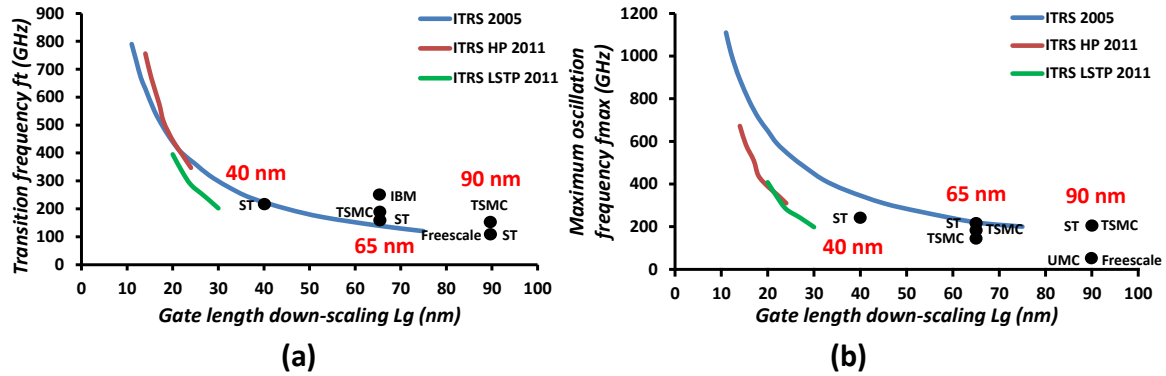 900
800
700
600
500
400
300
200
100
0
Transition frequency ft (GHz)
ITRS 2005
ITRS HP 2011
ITRS LSTP 2011
40 nm
ST
IBM
TSMC
ST
65 nm
90 nm
TSMC
Freescale
ST
0 10 20 30 40 50 60 70 80 90 100
Gate length down-scaling Lg (nm)
(a)
1200
1000
800
600
400
200
0
Maximum oscillation
frequency fmax (GHz)
ITRS 2005
ITRS HP 2011
ITRS LSTP 2011
ST
40 nm
65 nm
ST
TSMC
TSMC
90 nm
ST
TSMC
UMC
Freescale
0 10 20 30 40 50 60 70 80 90 100
Gate length down-scaling Lg (nm)
(b)